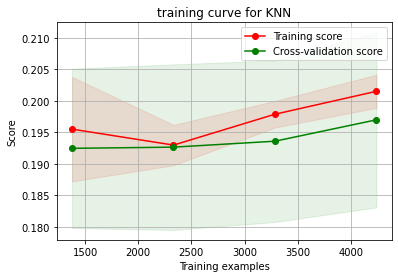 training curve for KNN
Training score
Cross-validation score
0.210
0.205
0.200
0.195
0.190
0.185
0.180
Score
1500 2000 2500 3000 3500 4000
Training examples